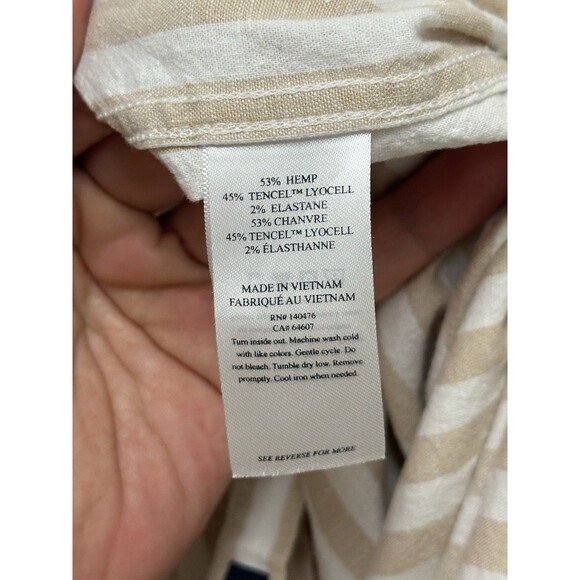 53% HEMP
45% TENCEL™ LYOCELL
2% ELASTANE
53% CHANVRE
45% TENCEL™ LYOCELL
2% ÉLASTHANNE
MADE IN VIETNAM
FABRIQUÉ AU VIETNAM
RN# 140476
CA# 64607
Turn inside out. Machine wash cold
with like colors. Gentle cycle. Do
not bleach. Tumble dry low. Remove
promptly. Cool iron when needed.
SEE REVERSE FOR MORE